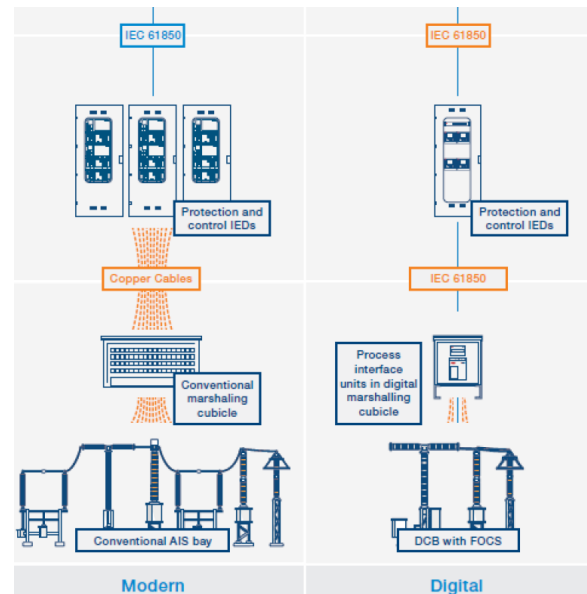 IEC 61850
IEC 61850
Protection and
control IEDs
Protection and
control IEDs
Copper Cables
IEC 61850
Conventional
marshaling
cubicle
Process
interface
units in digital
marshalling
cubicle
Conventional AIS bay
DCB with FOCS
Modern
Digital